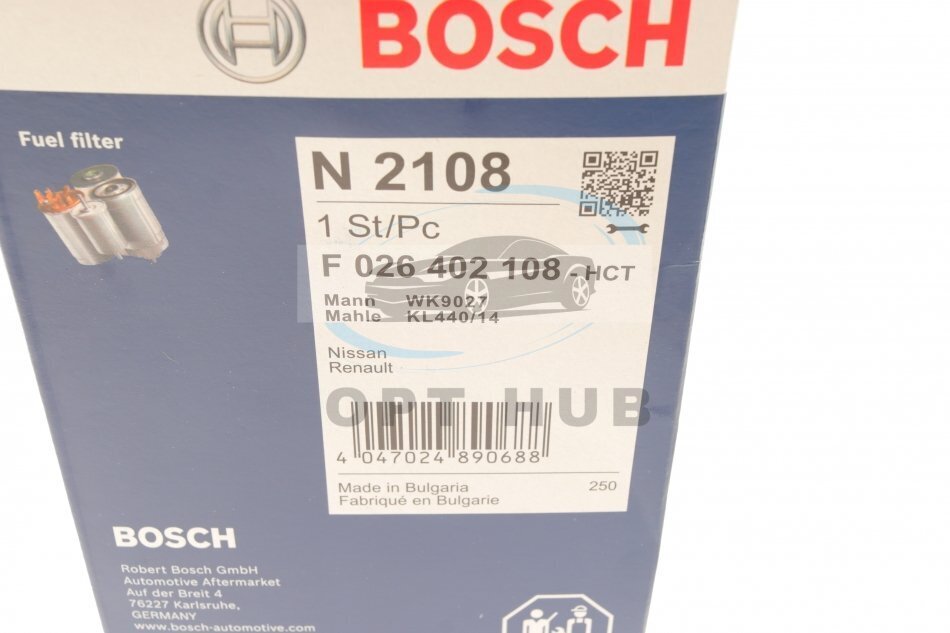 BOSCH
Fuel filter
N 2108
1 St/Pc
F 026 402 108 - HCT
Mann WK9027
Mahle KL440/14
Nissan
Renault
OPT HUB
4 047024 890688
Made in Bulgaria 250
Fabriqué en Bulgarie
BOSCH
Robert Bosch GmbH
Automotive Aftermarket
Auf der Breit 4
76227 Karlsruhe,
GERMANY
www.bosch-automotive.com